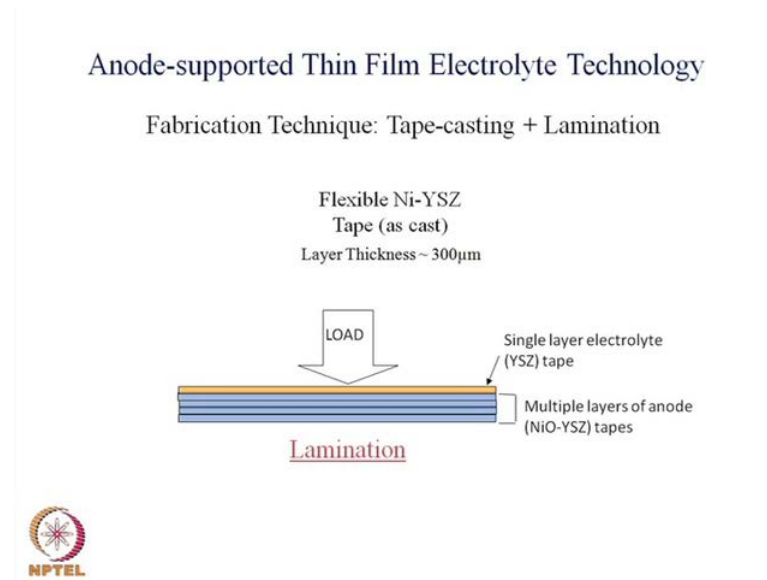 Anode-supported Thin Film Electrolyte Technology
Fabrication Technique: Tape-casting + Lamination
Flexible Ni-YSZ
Tape (as cast)
Layer Thickness ~ 300μm
LOAD
Single layer electrolyte
(YSZ) tape
Multiple layers of anode
(NiO-YSZ) tapes
Lamination
NPTEL